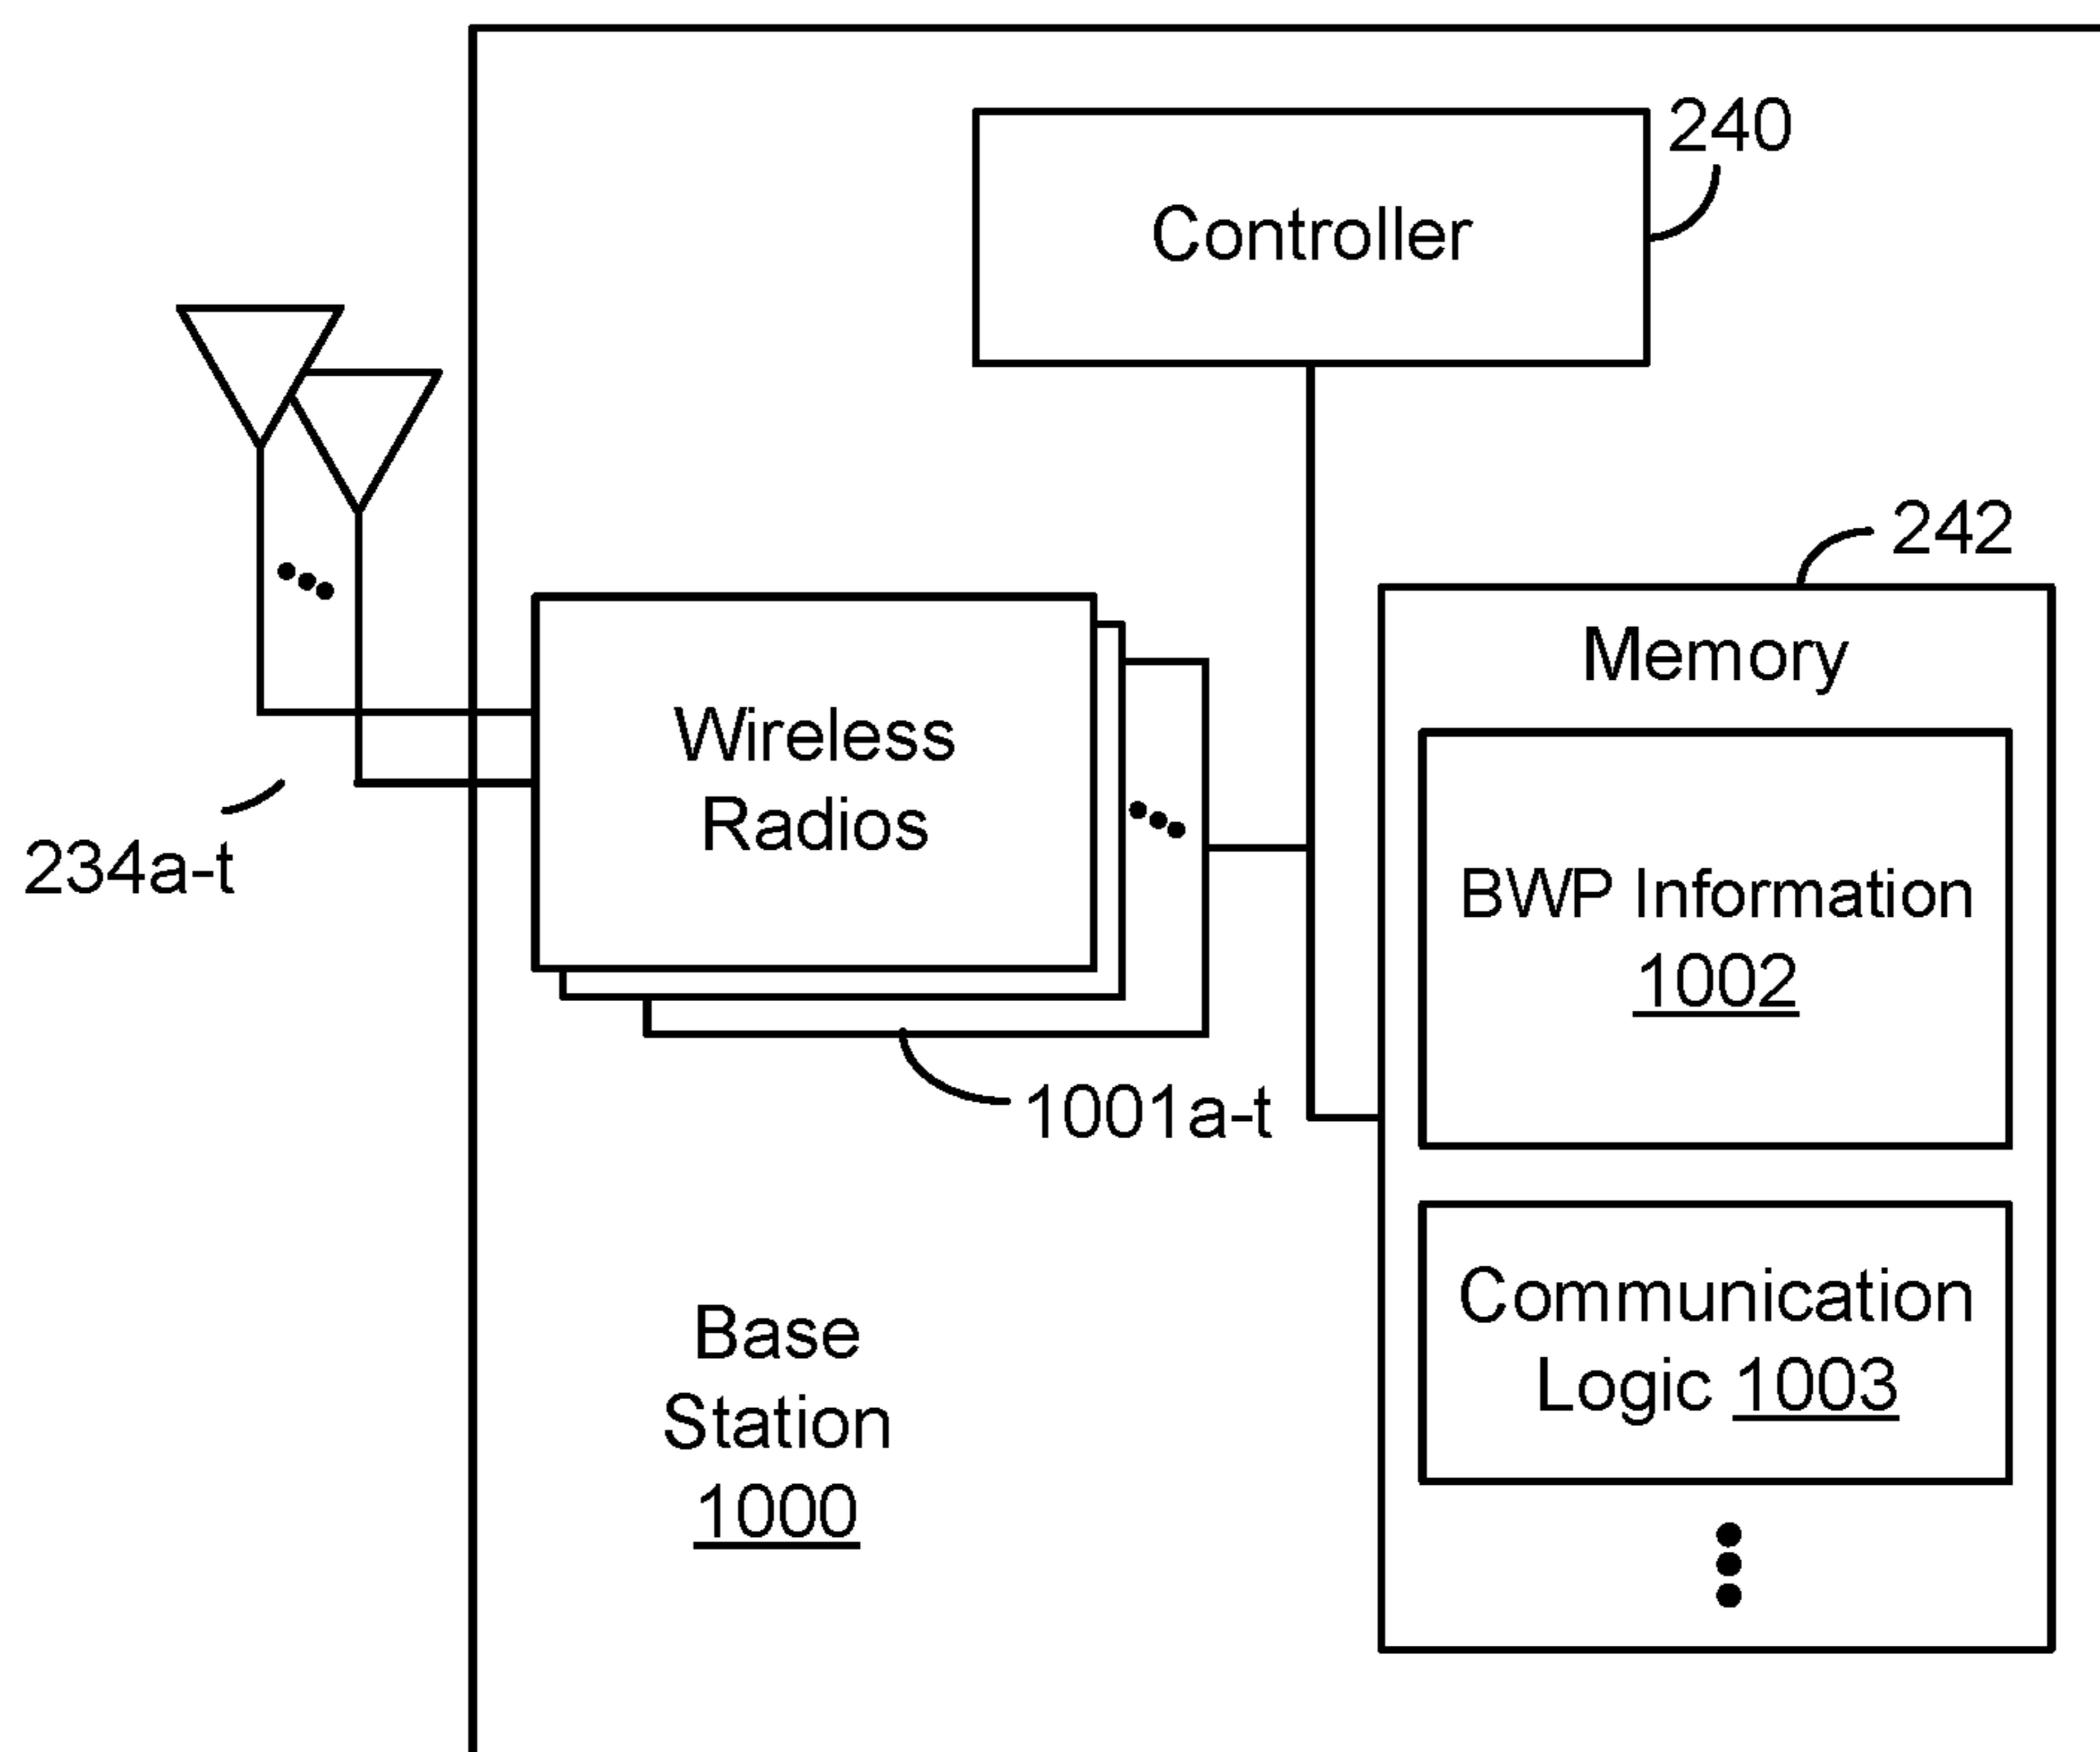 240
Controller
242
Memory
Wireless
Radios
234a-t
BWP Information
1002
1001a-t
Communication
Logic 1003
Base
Station
1000